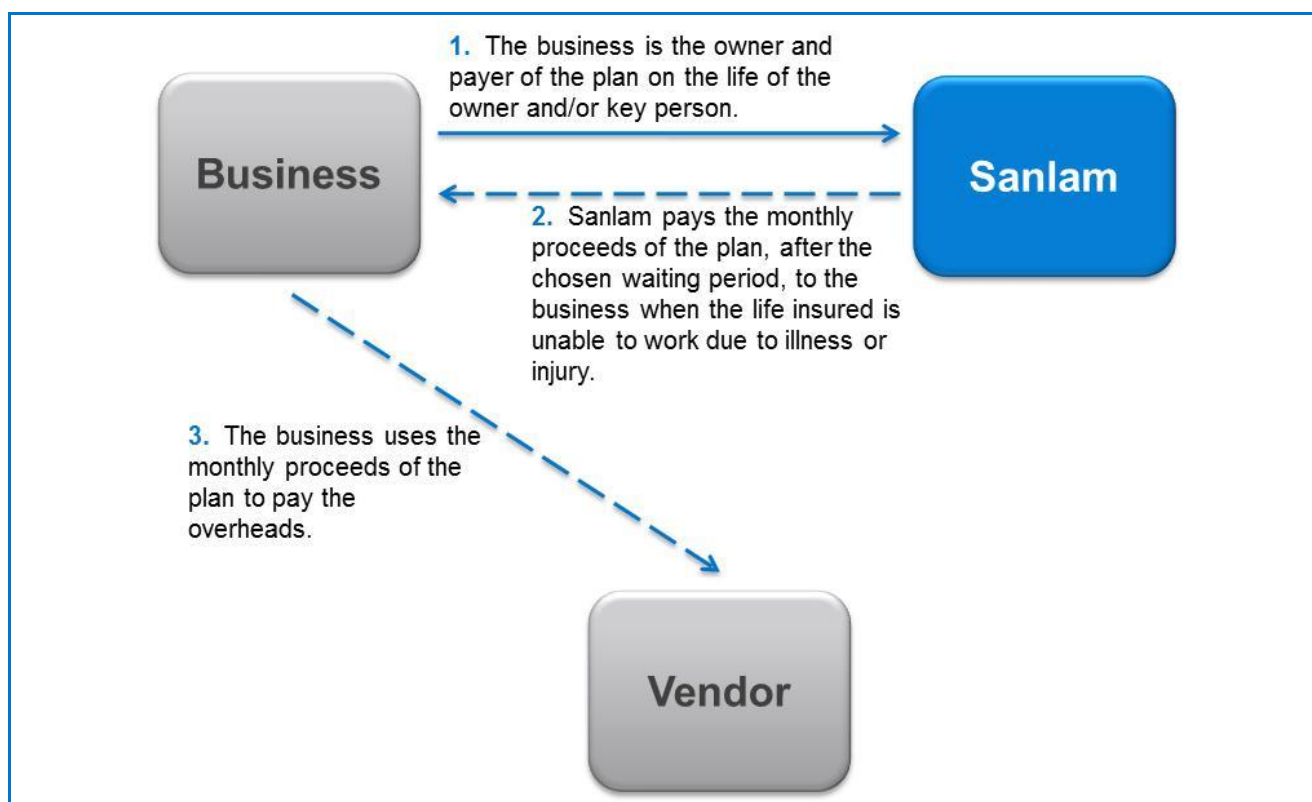 1. The business is the owner and
payer of the plan on the life of the
owner and/or key person.
Business
Sanlam
2. Sanlam pays the monthly
proceeds of the plan, after the
chosen waiting period, to the
business when the life insured is
unable to work due to illness or
injury.
3. The business uses the
monthly proceeds of the
plan to pay the
overheads.
Vendor